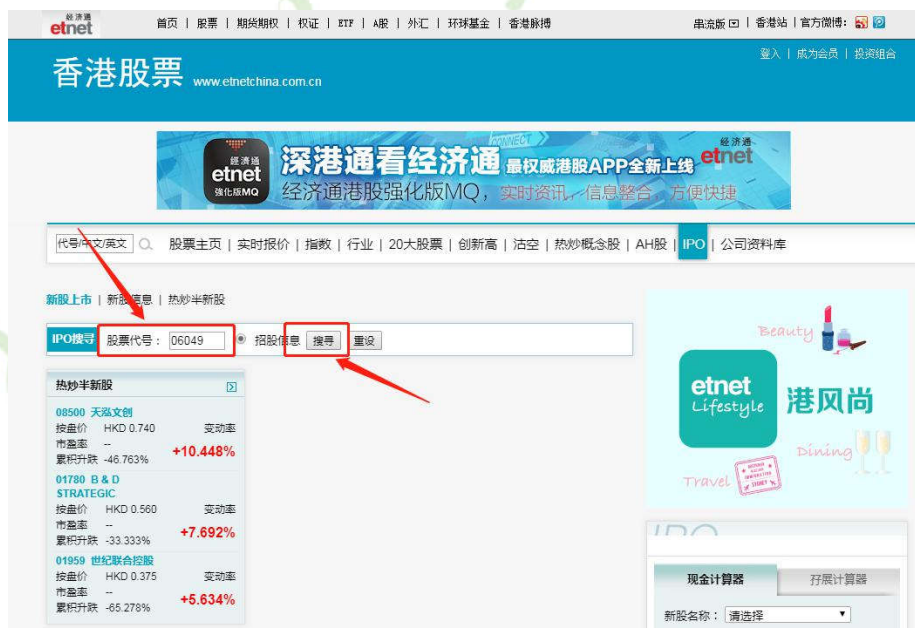 经济通
etnet
首页 | 股票 | 期货期权 | 权证 | ETF | A股 | 外汇 | 环球基金 | 香港脉搏
串流版 | 香港站 | 官方微博:
登入 | 成为会员 | 投资组合
香港股票 www.etnetchina.com.cn
經濟通
etnet
強化版MQ
CONNECT
深港通看经济通 最权威港股APP全新上线
经济通港股强化版MQ，实时资讯，信息整合，方便快捷
經濟通
etnet
代号/中文/英文
股票主页 | 实时报价 | 指数 | 行业 | 20大股票 | 创新高 | 沽空 | 热炒概念股 | AH股 | IPO | 公司资料库
新股上市 | 新股信息 | 热炒半新股
IPO搜寻 股票代号： 06049 招股信息 搜寻 重设
热炒半新股
08500 天泓文创
按盘价 HKD 0.740 变动率
市盈率 --
+10.448%
累积升跌 -46.763%
01780 B & D
STRATEGIC
按盘价 HKD 0.560 变动率
市盈率 --
+7.692%
累积升跌 -33.333%
01959 世纪联合控股
按盘价 HKD 0.375 变动率
市盈率 --
+5.634%
累积升跌 -65.278%
Beauty
etnet
Lifestyle
港风尚
Dining
Travel
IPO
现金计算器 孖展计算器
新股名称： 请选择